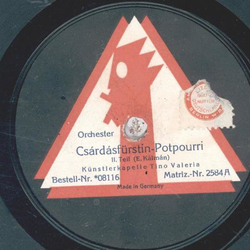 Orchester
Csárdásfürstin-Potpourri
II. Teil (E. Kálmán)
Künstlerkapelle Tino Valeria
Bestell-Nr. *08116 Matriz.-Nr. 2584 A
Made in Germany